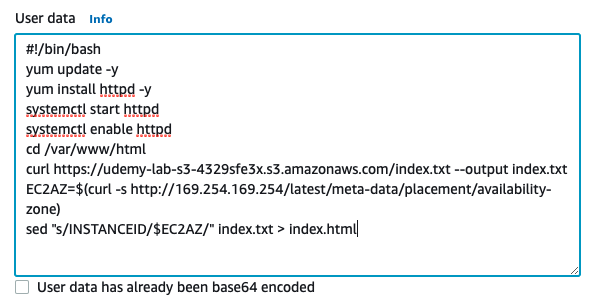 User data Info
#!/bin/bash
yum update -y
yum install httpd -y
systemctl start httpd
systemctl enable httpd
cd /var/www/html
curl https://udemy-lab-s3-4329sfe3x.s3.amazonaws.com/index.txt --output index.txt
EC2AZ=$(curl -s http://169.254.169.254/latest/meta-data/placement/availability-
zone)
sed "s/INSTANCEID/$EC2AZ/" index.txt > index.html
User data has already been base64 encoded